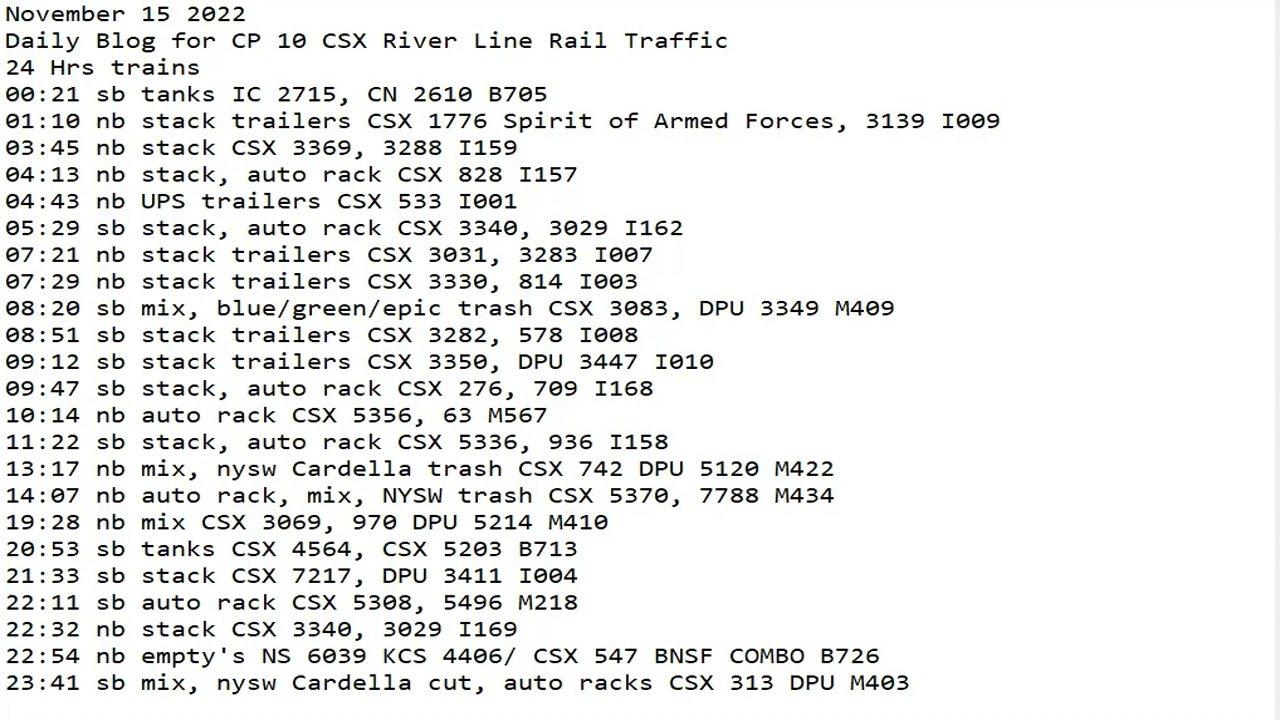 November 15 2022
Daily Blog for CP 10 CSX River Line Rail Traffic
24 Hrs trains
00:21 sb tanks IC 2715, CN 2610 B705
01:10 nb stack trailers CSX 1776 Spirit of Armed Forces, 3139 I009
03:45 nb stack CSX 3369, 3288 I159
04:13 nb stack, auto rack CSX 828 I157
04:43 nb UPS trailers CSX 533 I001
05:29 sb stack, auto rack CSX 3340, 3029 I162
07:21 nb stack trailers CSX 3031, 3283 I007
07:29 nb stack trailers CSX 3330, 814 I003
08:20 sb mix, blue/green/epic trash CSX 3083, DPU 3349 M409
08:51 sb stack trailers CSX 3282, 578 I008
09:12 sb stack trailers CSX 3350, DPU 3447 I010
09:47 sb stack, auto rack CSX 276, 709 I168
10:14 nb auto rack CSX 5356, 63 M567
11:22 sb stack, auto rack CSX 5336, 936 I158
13:17 nb mix, nysw Cardella trash CSX 742 DPU 5120 M422
14:07 nb auto rack, mix, NYSW trash CSX 5370, 7788 M434
19:28 nb mix CSX 3069, 970 DPU 5214 M410
20:53 sb tanks CSX 4564, CSX 5203 B713
21:33 sb stack CSX 7217, DPU 3411 I004
22:11 sb auto rack CSX 5308, 5496 M218
22:32 nb stack CSX 3340, 3029 I169
22:54 nb empty's NS 6039 KCS 4406/ CSX 547 BNSF COMBO B726
23:41 sb mix, nysw Cardella cut, auto racks CSX 313 DPU M403